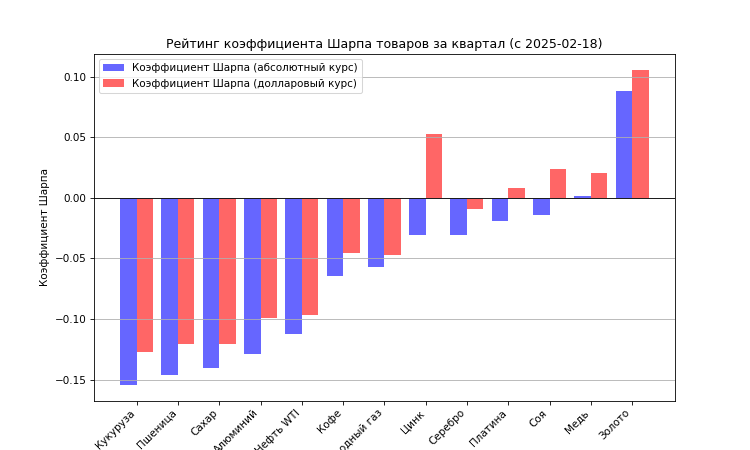 Рейтинг коэффициента Шарпа товаров за квартал (с 2025-02-18)
Коэффициент Шарпа (абсолютный курс)
Коэффициент Шарпа (долларовый курс)
Коэффициент Шарпа
0.10
0.05
0.00
−0.05
−0.10
−0.15
Кукуруза
Пшеница
Сахар
Алюминий
Нефть WTI
Кофе
одный газ
Цинк
Серебро
Платина
Соя
Медь
Золото